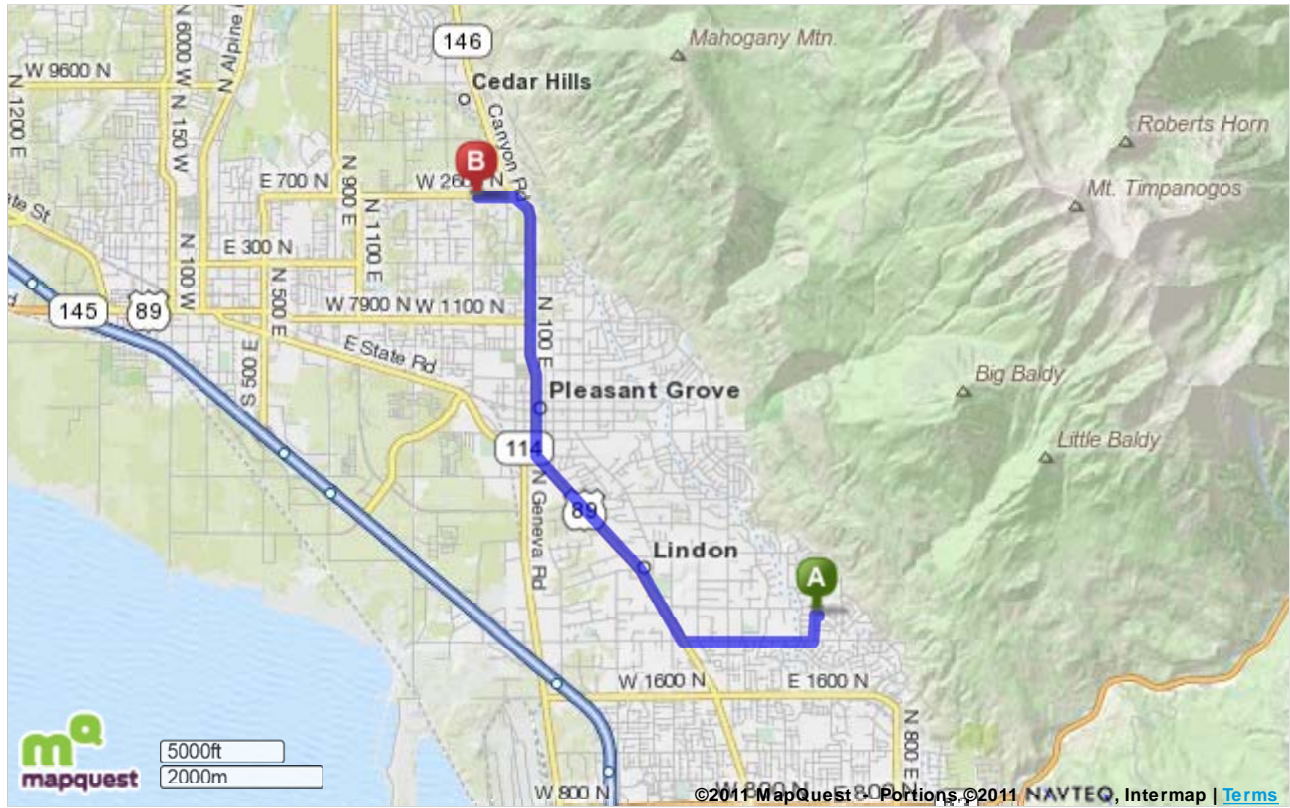 N 6000 W
N Alpine
146
Mahogany Mtn.
W 9600 N
Cedar Hills
N 1200 E
N 150 W
Canyon Rd
Roberts Horn
B
E 700 N
N 900 E
Mt. Timpanogos
N 1100 E
N 100 W
E 300 N
N 500 E
W 7900 N
W 1100 N
145
89
N 100 E
E State Rd
S 500 E
Big Baldy
Pleasant Grove
114
Little Baldy
N Geneva Rd
89
Lindon
A
W 1600 N
E 1600 N
N 800 E
mQ
mapquest
5000ft
2000m
W 800 N
©2011 MapQuest - Portions ©2011 NAVTEQ, Intermap | Terms